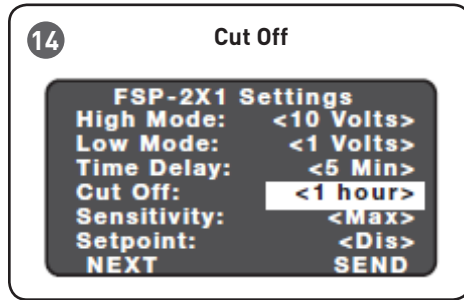 14
Cut Off
FSP-2X1 Settings
High Mode: <10 Volts>
Low Mode: <1 Volts>
Time Delay: <5 Min>
Cut Off: <1 hour>
Sensitivity: <Max>
Setpoint: <Dis>
NEXT SEND